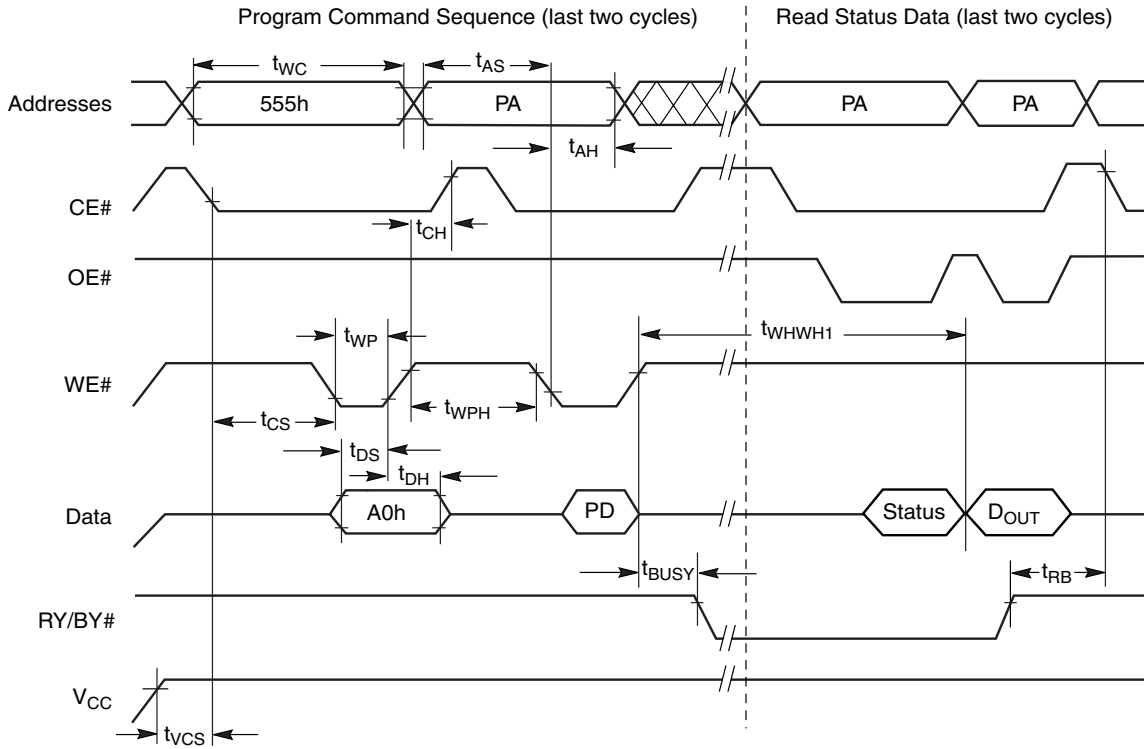 Program Command Sequence (last two cycles) Read Status Data (last two cycles)
tWC tAS
Addresses 555h PA PA PA
tAH
CE#
tCH
OE#
tWP tWHWH1
WE#
tCS tWPH
tDS
tDH
Data A0h PD Status DOUT
tBUSY tRB
RY/BY#
VCC
tVCS